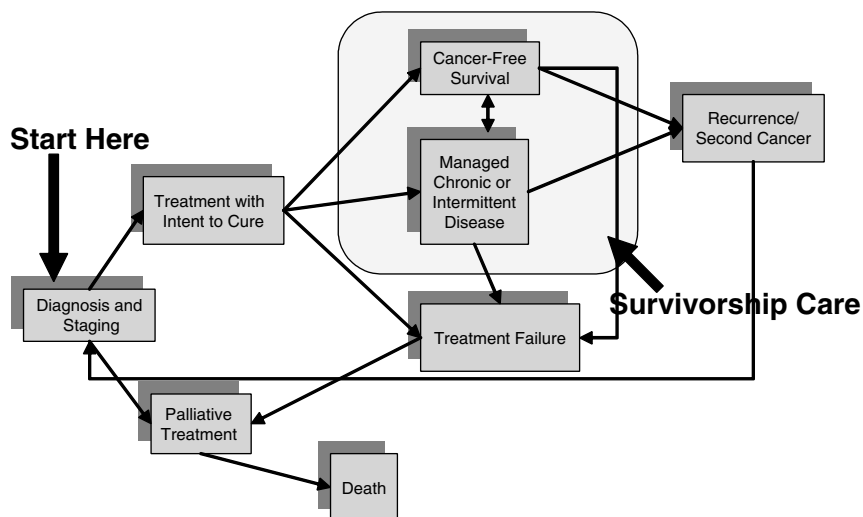 Cancer-Free
Survival
Recurrence/
Second Cancer
Start Here
Managed
Chronic or
Intermittent
Disease
Treatment with
Intent to Cure
Diagnosis and
Staging
Survivorship Care
Treatment Failure
Palliative
Treatment
Death